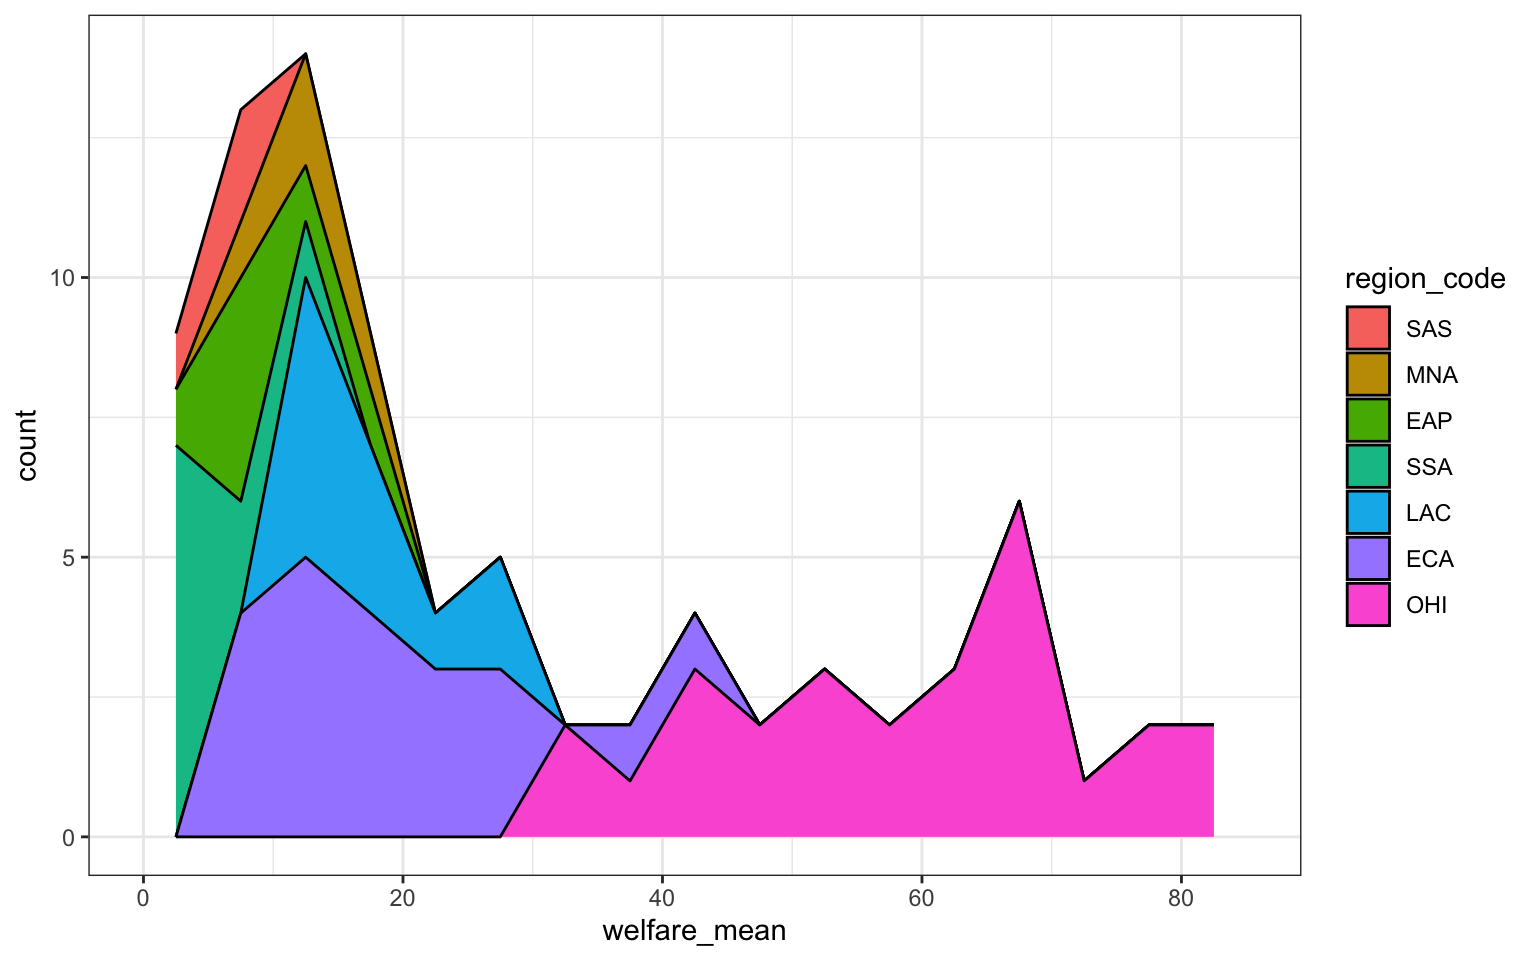 10
5
0
0 20 40 60 80
count
welfare_mean
region_code
SAS
MNA
EAP
SSA
LAC
ECA
OHI